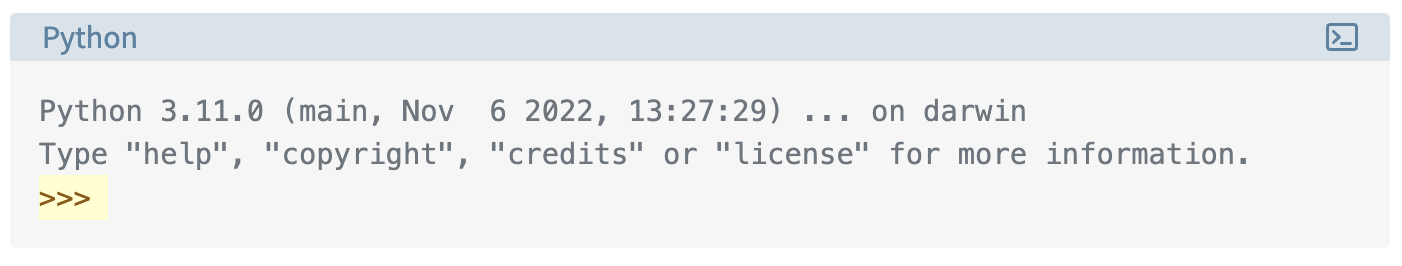 Python
Python 3.11.0 (main, Nov  6 2022, 13:27:29) ... on darwin
Type "help", "copyright", "credits" or "license" for more information.
>>>